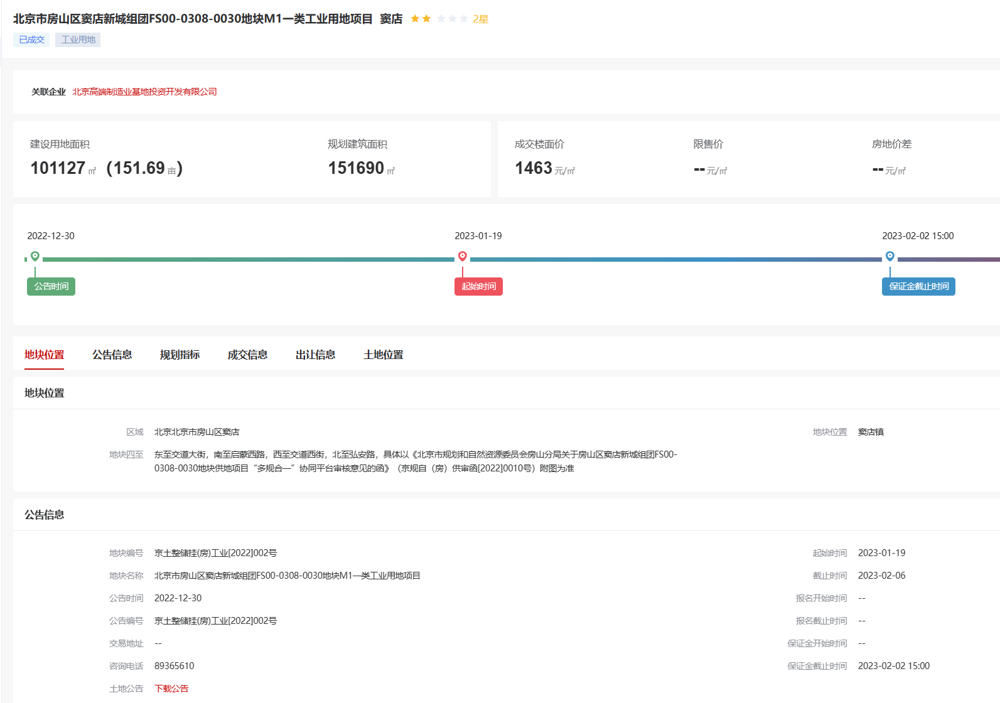 北京市房山区窦店新城组团FS00-0308-0030地块M1一类工业用地项目 窦店 2星
已成交 工业用地
关联企业 北京高端制造业基地投资开发有限公司
建设用地面积 规划建筑面积 成交楼面价 限售价 房地价差
101127㎡ (151.69亩) 151690㎡ 1463元/㎡ --元/㎡ --元/㎡
2022-12-30 2023-01-19 2023-02-02 15:00
公告时间 起始时间 保证金截止时间
地块位置 公告信息 规划指标 成交信息 出让信息 土地位置
地块位置
区域 北京北京市房山区窦店 地块位置 窦店镇
地块四至 东至交道大街，南至启蒙西路，西至交道西街，北至弘安路，具体以《北京市规划和自然资源委员会房山分局关于房山区窦店新城组团FS00-
0308-0030地块供地项目“多规合一”协同平台审核意见的函》（京规自（房）供审函[2022]0010号）附图为准
公告信息
地块编号 京土整储挂(房)工业[2022]002号 起始时间 2023-01-19
地块名称 北京市房山区窦店新城组团FS00-0308-0030地块M1一类工业用地项目 截止时间 2023-02-06
公告时间 2022-12-30 报名开始时间 --
公告编号 京土整储挂(房)工业[2022]002号 报名截止时间 --
交易地址 -- 保证金开始时间 --
咨询电话 89365610 保证金截止时间 2023-02-02 15:00
土地公告 下载公告